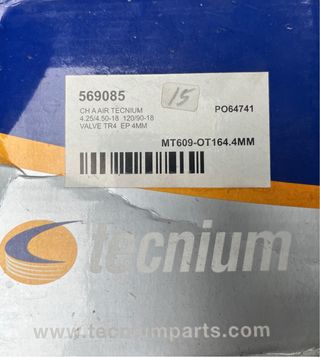 569085
15
PO64741
CH A AIR TECNIUM
4.25/4.50-18 120/90-18
VALVE TR4 EP 4MM
MT609-OT164.4MM
tecnium
www.tecniumparts.com